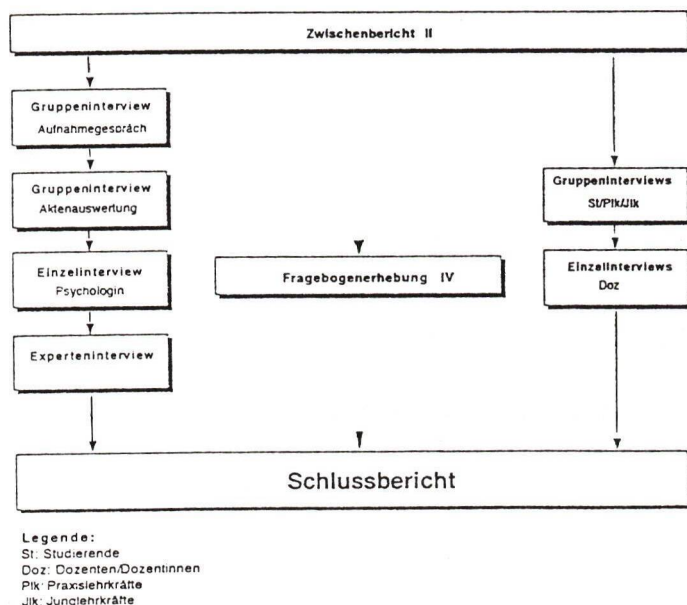 Zwischenbericht II
Gruppeninterview
Aufnahmegespräch
Gruppeninterview
Aktenauswertung
Einzelinterview
Psychologin
Experteninterview
Fragebogenerhebung IV
Gruppeninterviews
St/Plk/Jlk
Einzelinterviews
Doz
Schlussbericht
Legende:
St: Studierende
Doz: Dozenten/Dozentinnen
Plk: Praxislehrkräfte
Jlk: Junglehrkräfte